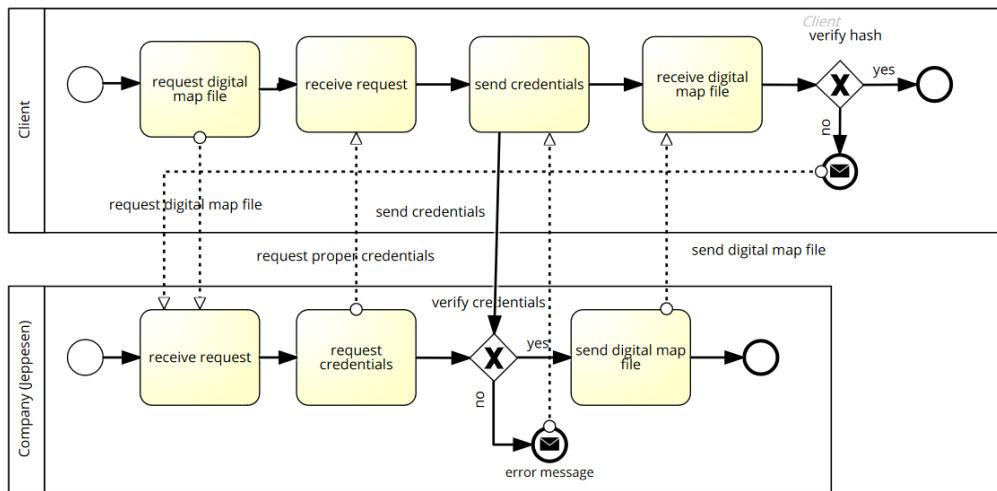 Client
verify hash
Client
request digital
map file
receive request
send credentials
receive digital
map file
yes
no
request digital map file
send credentials
request proper credentials
send digital map file
Company (Jeppesen)
verify credentials
receive request
request
credentials
yes
send digital map
file
no
error message